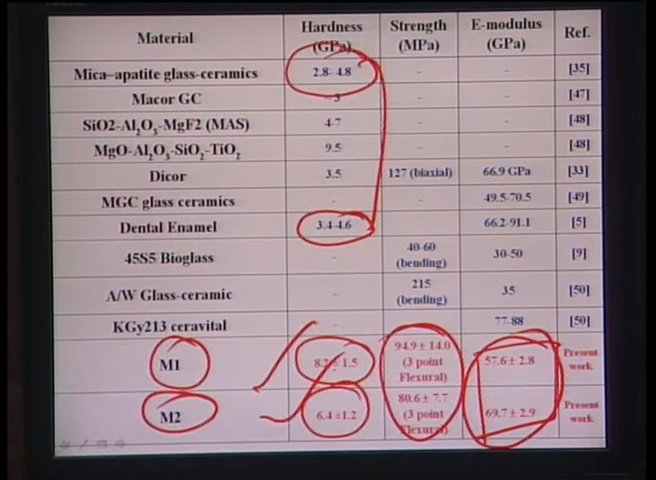 Material Hardness (GPa) Strength (MPa) E-modulus (GPa) Ref.
Mica–apatite glass-ceramics 2.8- 4.8 - - [35]
Macor GC 3 - - [47]
SiO2-Al2O3-MgF2 (MAS) 4-7 - - [48]
MgO-Al2O3-SiO2-TiO2 9.5 - - [48]
Dicor 3.5 127 (biaxial) 66.9 GPa [33]
MGC glass ceramics - - 49.5-70.5 [49]
Dental Enamel 3.4-4.6 - 66.2-91.1 [5]
45S5 Bioglass - 40-60 (bending) 30-50 [9]
A/W Glass-ceramic - 215 (bending) 35 [50]
KGy213 ceravital - - 77-88 [50]
M1 ± 1.5 94.9 ± 14.0 (3 point Flexural) 57.6 ± 2.8 Present work
M2 6.4 ±1.2 80.6 ± 7.7 (3 point Flexural) 69.7 ± 2.9 Present work